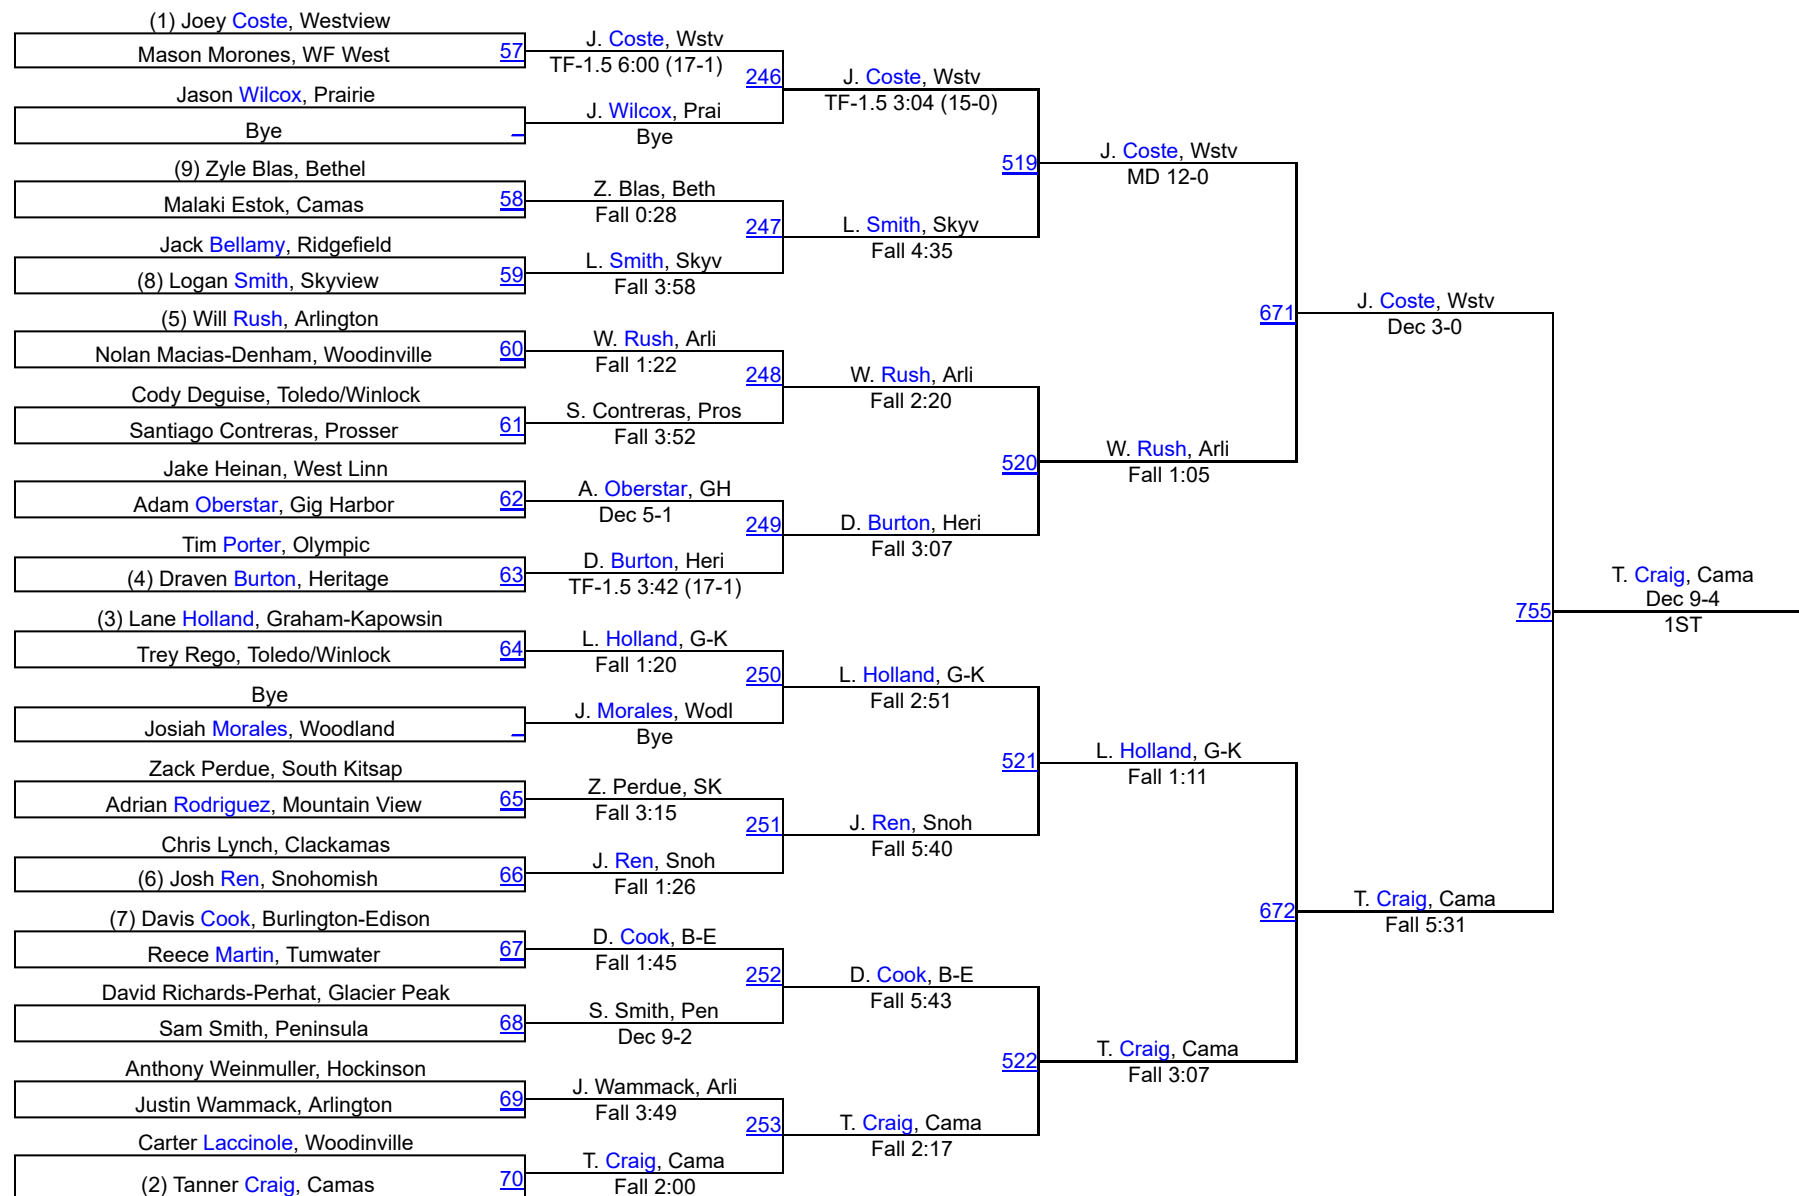 (1) Joey Coste, Westview
Mason Morones, WF West
57
Jason Wilcox, Prairie
Bye
(9) Zyle Blas, Bethel
Malaki Estok, Camas
58
Jack Bellamy, Ridgefield
(8) Logan Smith, Skyview
59
(5) Will Rush, Arlington
Nolan Macias-Denham, Woodinville
60
Cody Deguise, Toledo/Winlock
Santiago Contreras, Prosser
61
Jake Heinan, West Linn
Adam Oberstar, Gig Harbor
62
Tim Porter, Olympic
(4) Draven Burton, Heritage
63
(3) Lane Holland, Graham-Kapowsin
Trey Rego, Toledo/Winlock
64
Bye
Josiah Morales, Woodland
Zack Perdue, South Kitsap
Adrian Rodriguez, Mountain View
65
Chris Lynch, Clackamas
(6) Josh Ren, Snohomish
66
(7) Davis Cook, Burlington-Edison
Reece Martin, Tumwater
67
David Richards-Perhat, Glacier Peak
Sam Smith, Peninsula
68
Anthony Weinmuller, Hockinson
Justin Wammack, Arlington
69
Carter Laccinole, Woodinville
(2) Tanner Craig, Camas
70
J. Coste, Wstv
TF-1.5 6:00 (17-1)
246
J. Wilcox, Prai
Bye
Z. Blas, Beth
Fall 0:28
247
L. Smith, Skyv
Fall 3:58
W. Rush, Arli
Fall 1:22
248
S. Contreras, Pros
Fall 3:52
A. Oberstar, GH
Dec 5-1
249
D. Burton, Heri
TF-1.5 3:42 (17-1)
L. Holland, G-K
Fall 1:20
250
J. Morales, Wodl
Bye
Z. Perdue, SK
Fall 3:15
251
J. Ren, Snoh
Fall 1:26
D. Cook, B-E
Fall 1:45
252
S. Smith, Pen
Dec 9-2
J. Wammack, Arli
Fall 3:49
253
T. Craig, Cama
Fall 2:00
J. Coste, Wstv
TF-1.5 3:04 (15-0)
519
L. Smith, Skyv
Fall 4:35
W. Rush, Arli
Fall 2:20
520
D. Burton, Heri
Fall 3:07
L. Holland, G-K
Fall 2:51
521
J. Ren, Snoh
Fall 5:40
D. Cook, B-E
Fall 5:43
522
T. Craig, Cama
Fall 2:17
J. Coste, Wstv
MD 12-0
671
W. Rush, Arli
Fall 1:05
L. Holland, G-K
Fall 1:11
672
T. Craig, Cama
Fall 3:07
J. Coste, Wstv
Dec 3-0
755
T. Craig, Cama
Fall 5:31
T. Craig, Cama
Dec 9-4
1ST